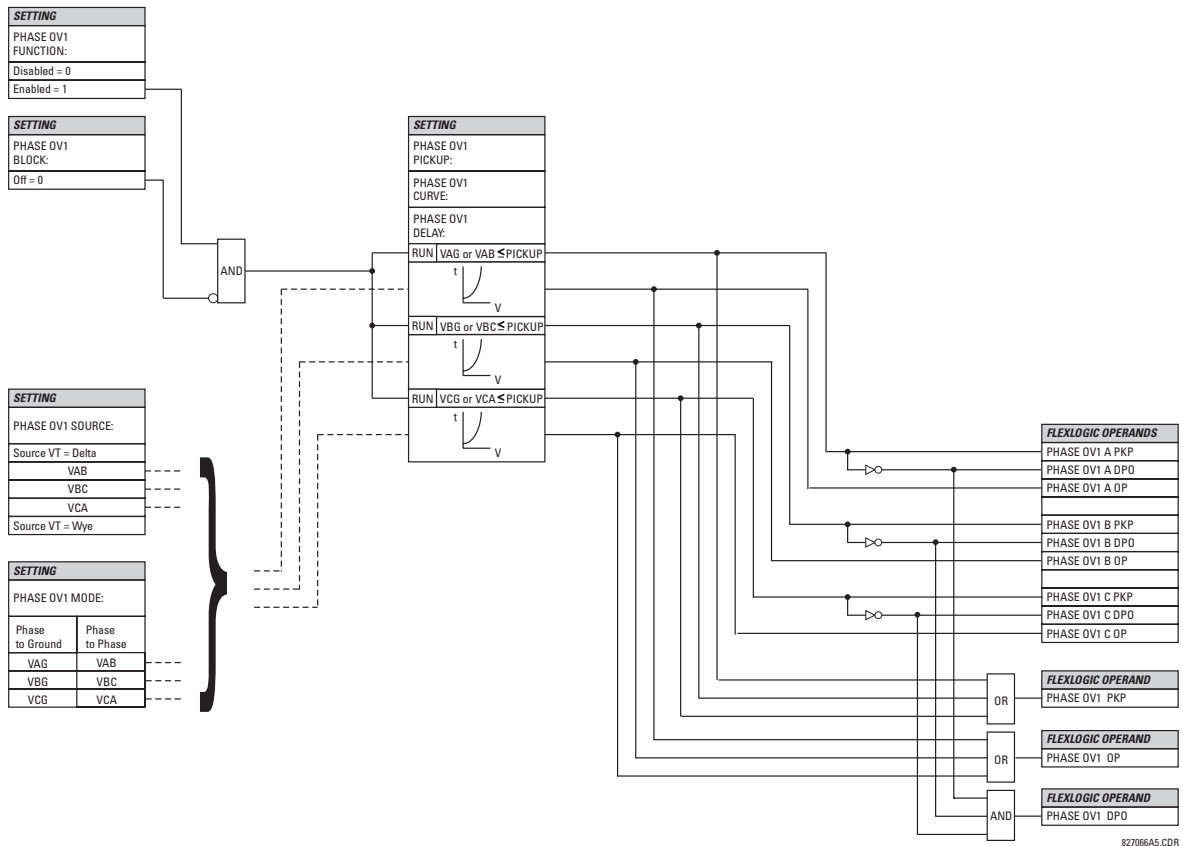 SETTING
PHASE OV1
FUNCTION:
Disabled = 0
Enabled = 1
SETTING
PHASE OV1
BLOCK:
Off = 0
AND
SETTING
PHASE OV1
PICKUP:
PHASE OV1
CURVE:
PHASE OV1
DELAY:
RUN VAG or VAB ≤ PICKUP
t
V
RUN VBG or VBC ≤ PICKUP
t
V
RUN VCG or VCA ≤ PICKUP
t
V
SETTING
PHASE OV1 SOURCE:
Source VT = Delta
VAB
VBC
VCA
Source VT = Wye
SETTING
PHASE OV1 MODE:
Phase to Ground
Phase to Phase
VAG VAB
VBG VBC
VCG VCA
FLEXLOGIC OPERANDS
PHASE OV1 A PKP
PHASE OV1 A DPO
PHASE OV1 A OP
PHASE OV1 B PKP
PHASE OV1 B DPO
PHASE OV1 B OP
PHASE OV1 C PKP
PHASE OV1 C DPO
PHASE OV1 C OP
OR
FLEXLOGIC OPERAND
PHASE OV1 PKP
OR
FLEXLOGIC OPERAND
PHASE OV1 OP
AND
FLEXLOGIC OPERAND
PHASE OV1 DPO
827066A5.CDR